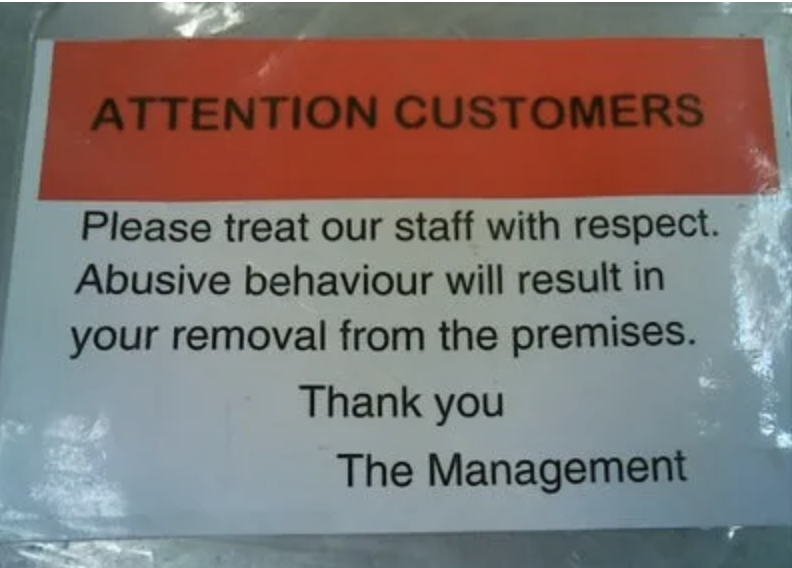 ATTENTION CUSTOMERS
Please treat our staff with respect.
Abusive behaviour will result in
your removal from the premises.
Thank you
The Management